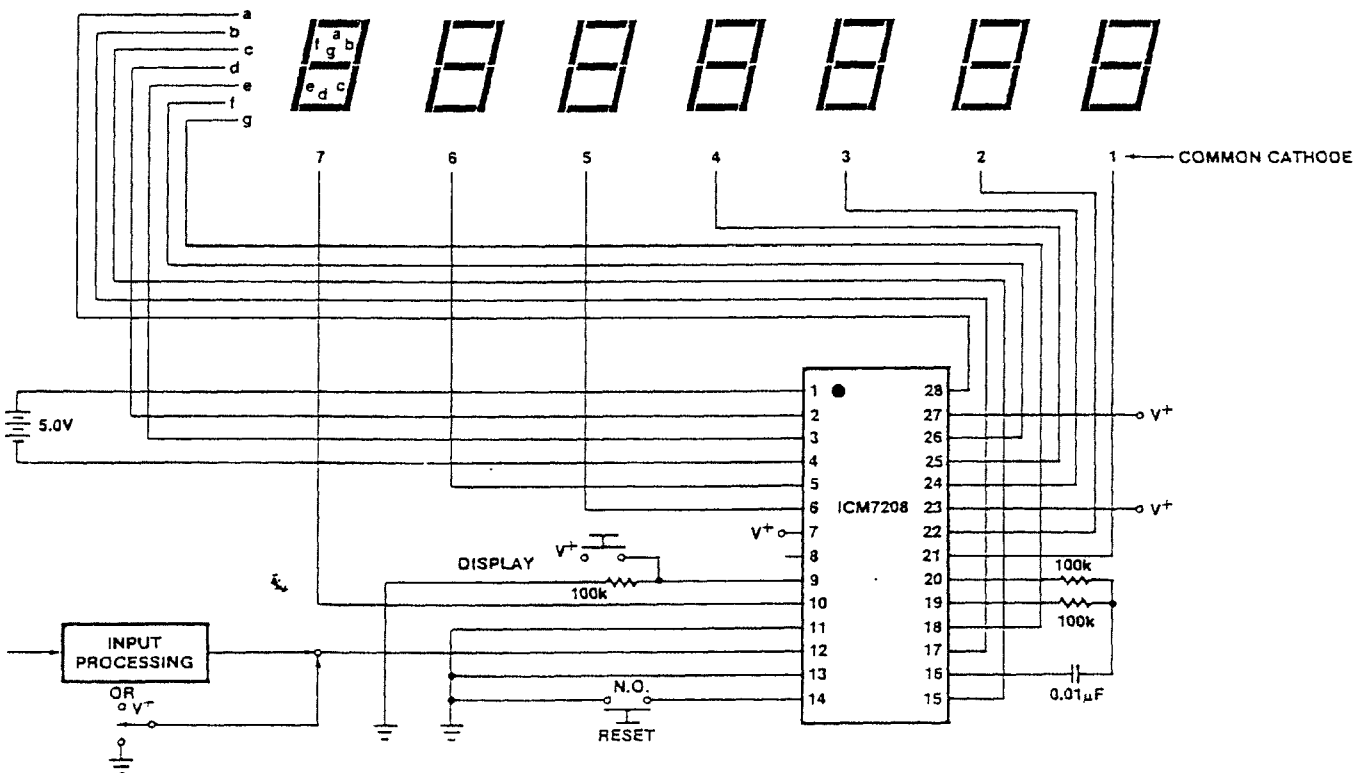 a
b
c
d
e
f
g
a
f b
g
e c
d
7 6 5 4 3 2 1 COMMON CATHODE
5.0V
1 28
2 27 V+
3 26
4 25
5 24
6 ICM7208 23 V+
V+ 7 22
8 21
DISPLAY V+ 100k 9 20 100k
10 19 100k
11 18
INPUT PROCESSING 12 17
13 16 0.01µF
N.O. 14 15
RESET
OR
V+